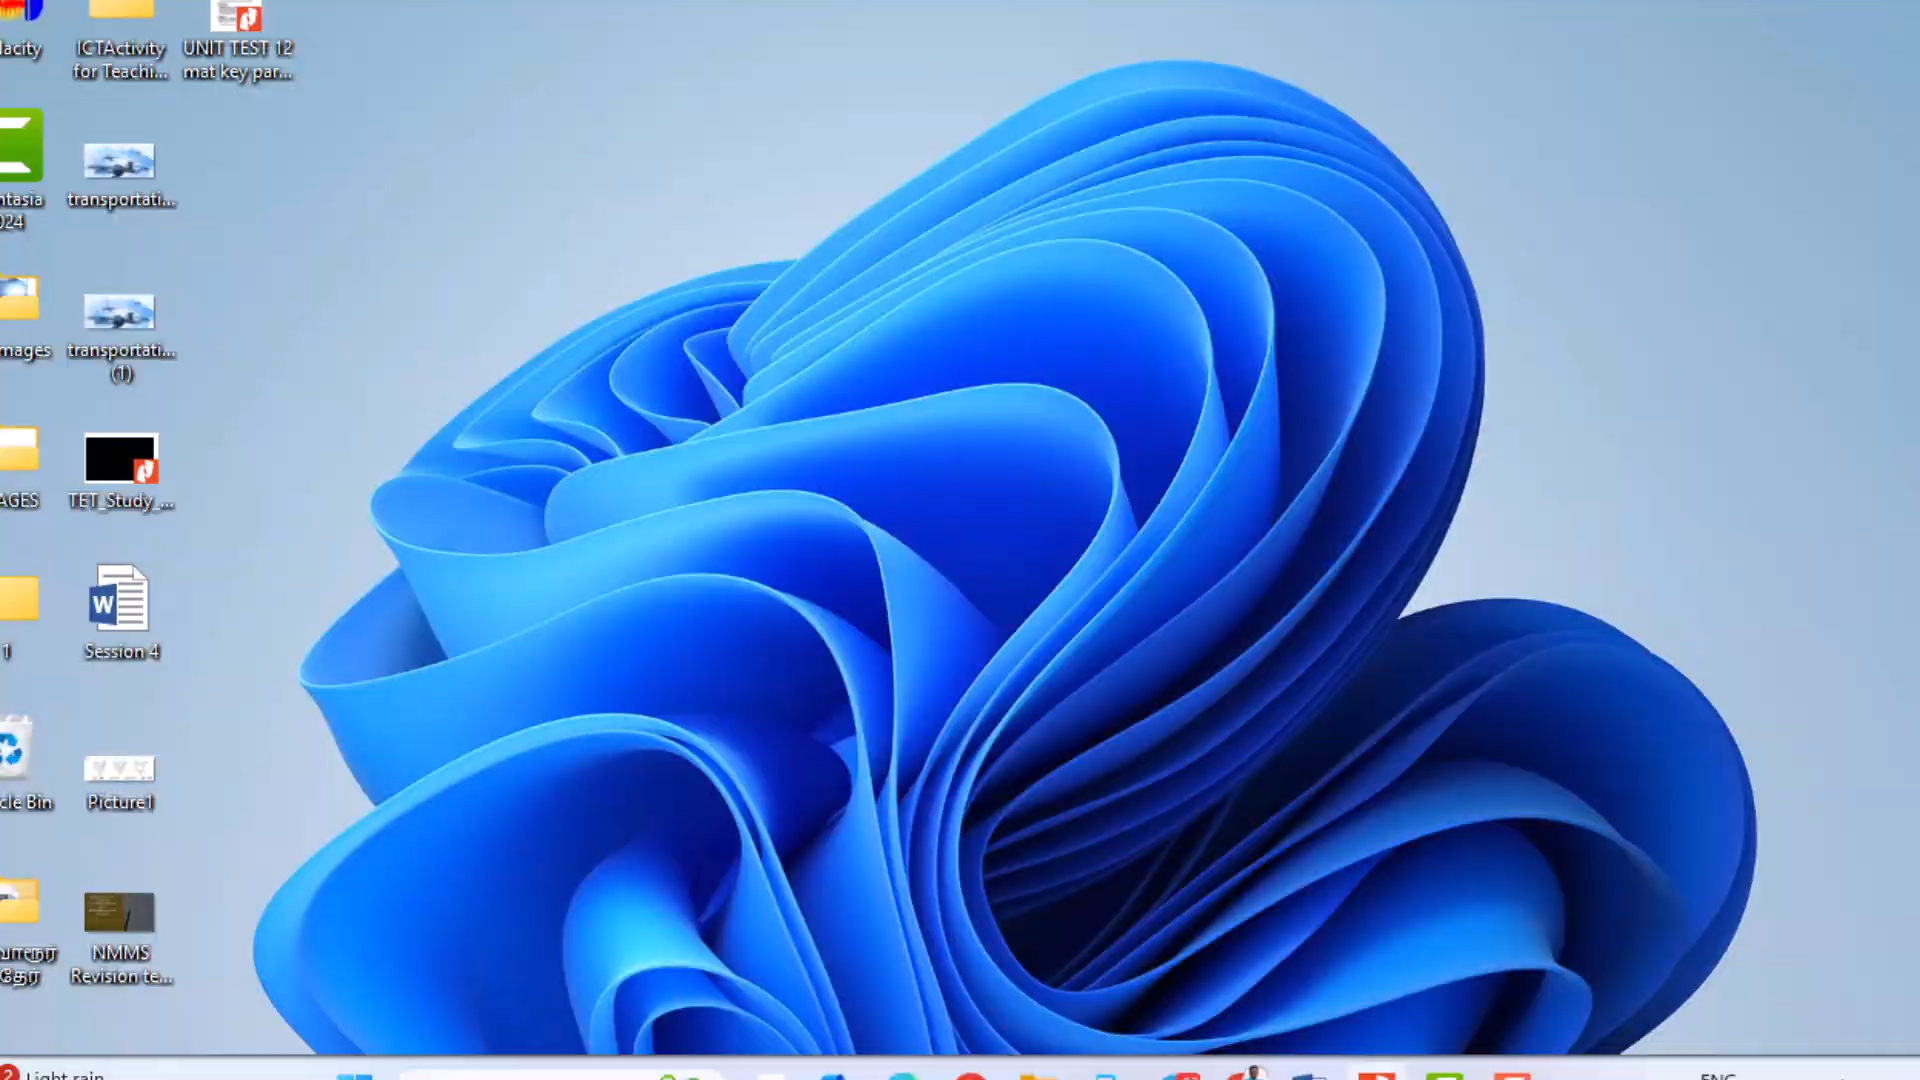 lacity
ICTActivity
for Teachi...
UNIT TEST 12
mat key par...
ntasia
024
transportati...
mages
transportati...
(1)
AGES
TET_Study_...
1
W
Session 4
cle Bin
Picture1
NMMS
Revision te...
2
Light rain
ENG